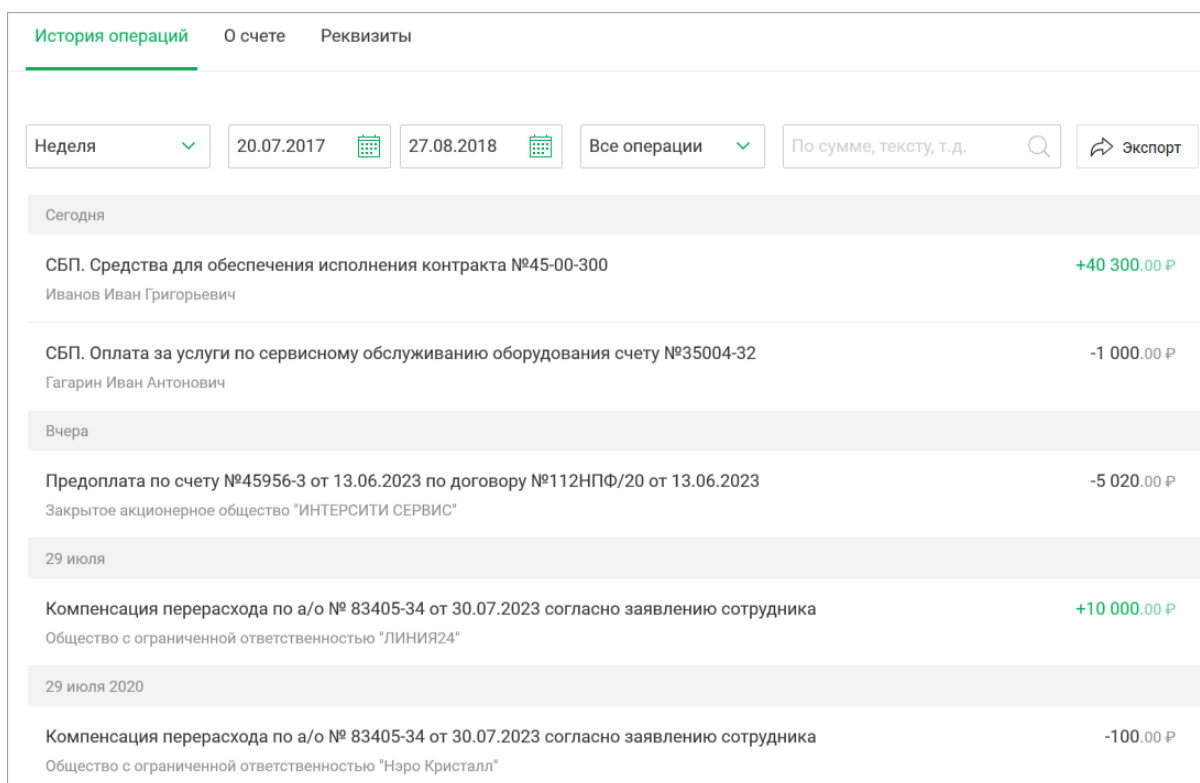 История операций О счете Реквизиты
Неделя 20.07.2017 27.08.2018 Все операции По сумме, тексту, т.д. Экспорт
Сегодня
СБП. Средства для обеспечения исполнения контракта №45-00-300 +40 300.00 ₽
Иванов Иван Григорьевич
СБП. Оплата за услуги по сервисному обслуживанию оборудования счету №35004-32 -1 000.00 ₽
Гагарин Иван Антонович
Вчера
Предоплата по счету №45956-3 от 13.06.2023 по договору №112НПФ/20 от 13.06.2023 -5 020.00 ₽
Закрытое акционерное общество "ИНТЕРСИТИ СЕРВИС"
29 июля
Компенсация перерасхода по а/о № 83405-34 от 30.07.2023 согласно заявлению сотрудника +10 000.00 ₽
Общество с ограниченной ответственностью "ЛИНИЯ24"
29 июля 2020
Компенсация перерасхода по а/о № 83405-34 от 30.07.2023 согласно заявлению сотрудника -100.00 ₽
Общество с ограниченной ответственностью "Нэро Кристалл"